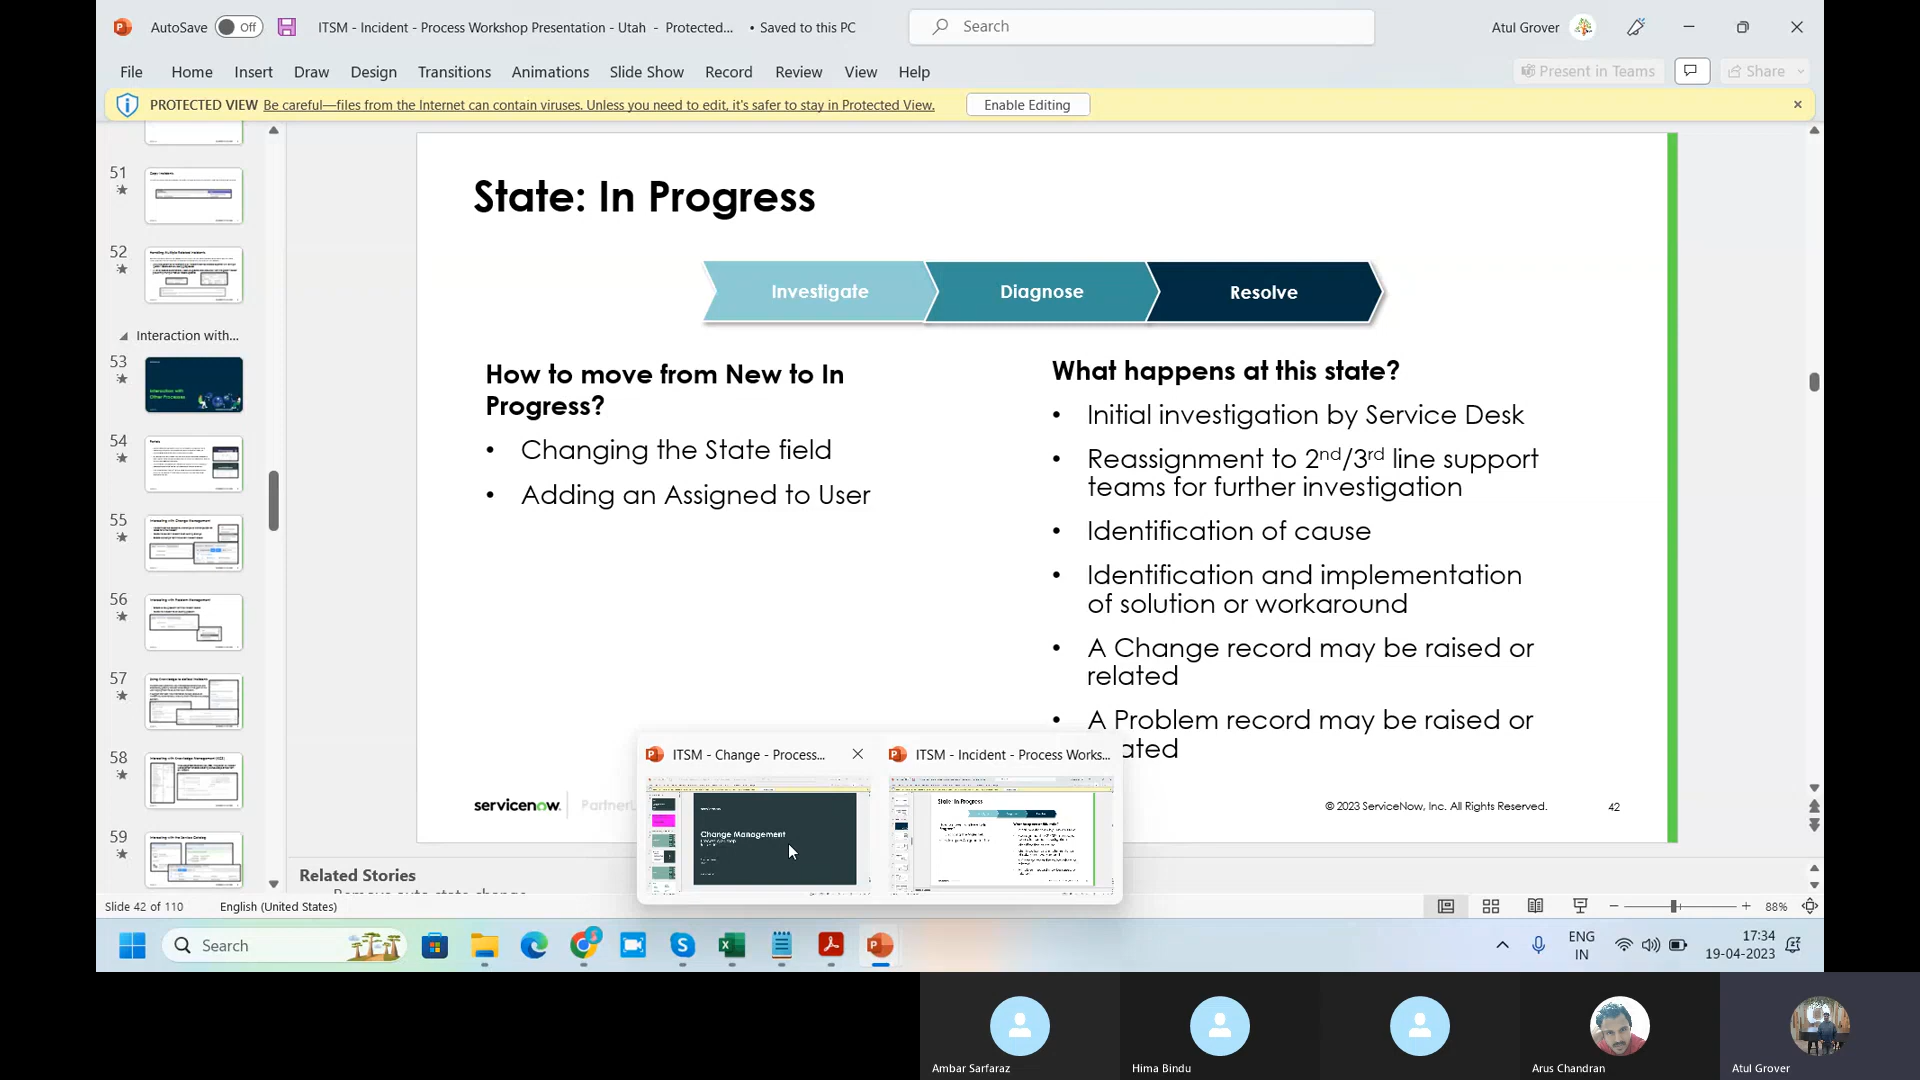 AutoSave Off ITSM - Incident - Process Workshop Presentation - Utah - Protected... • Saved to this PC Search Atul Grover
File Home Insert Draw Design Transitions Animations Slide Show Record Review View Help Present in Teams Share
PROTECTED VIEW Be careful—files from the Internet can contain viruses. Unless you need to edit, it's safer to stay in Protected View. Enable Editing
51
52
Interaction with...
53
Interaction with
Other Processes
54
55
56
57
58
59
State: In Progress
Investigate Diagnose Resolve
How to move from New to In
Progress?
• Changing the State field
• Adding an Assigned to User
What happens at this state?
• Initial investigation by Service Desk
• Reassignment to 2nd/3rd line support
teams for further investigation
• Identification of cause
• Identification and implementation
of solution or workaround
• A Change record may be raised or
related
• A Problem record may be raised or
ated
servicenow. PartnerL
© 2023 ServiceNow, Inc. All Rights Reserved. 42
ITSM - Change - Process... ITSM - Incident - Process Works...
Change Management
State: In Progress
Related Stories
Slide 42 of 110 English (United States) 88%
Search
ENG
IN
17:34
19-04-2023
Ambar Sarfaraz Hima Bindu Arus Chandran Atul Grover